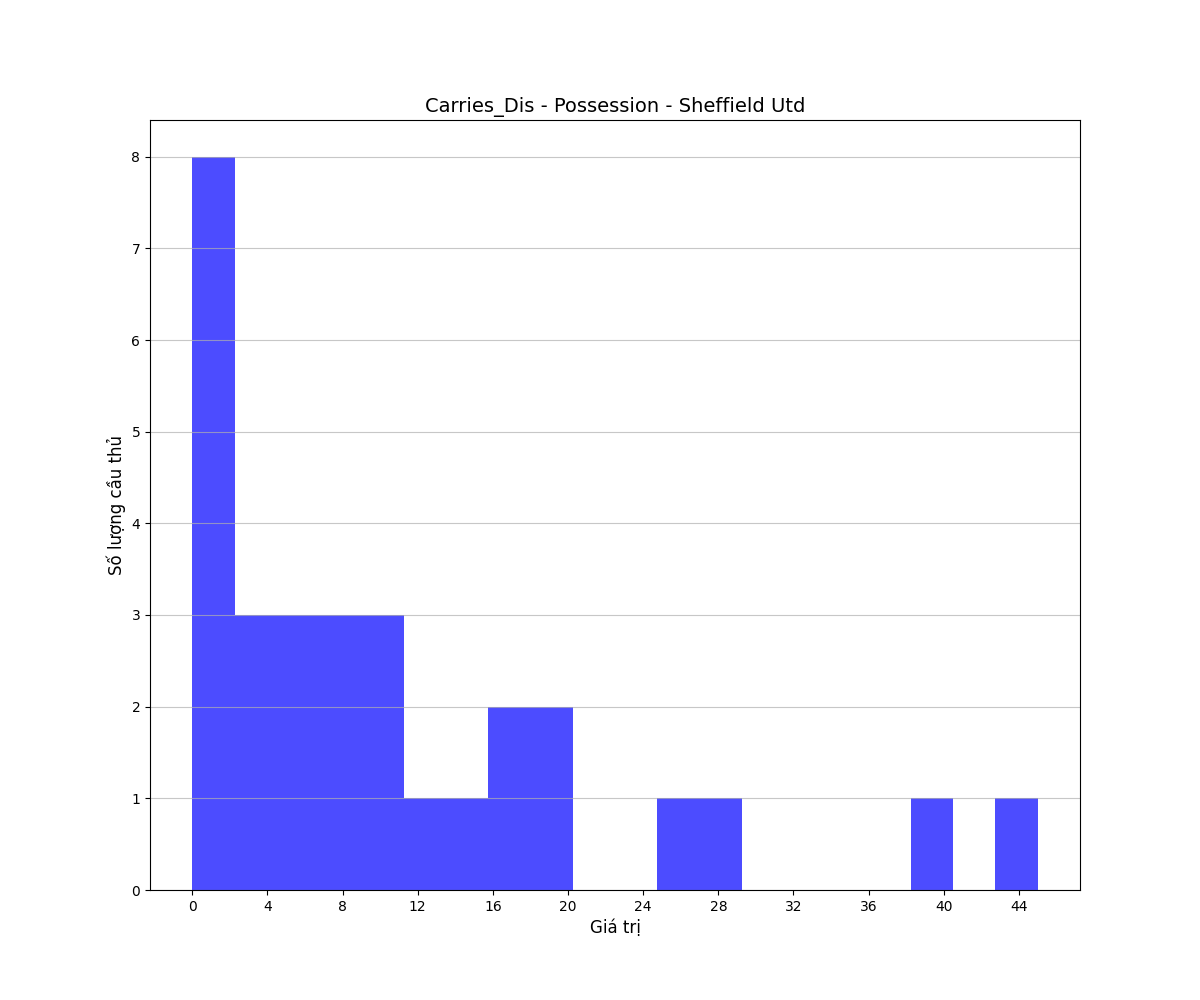 Carries_Dis - Possession - Sheffield Utd
8
7
6
5
4
3
2
1
0
Số lượng cầu thủ
0 4 8 12 16 20 24 28 32 36 40 44
Giá trị